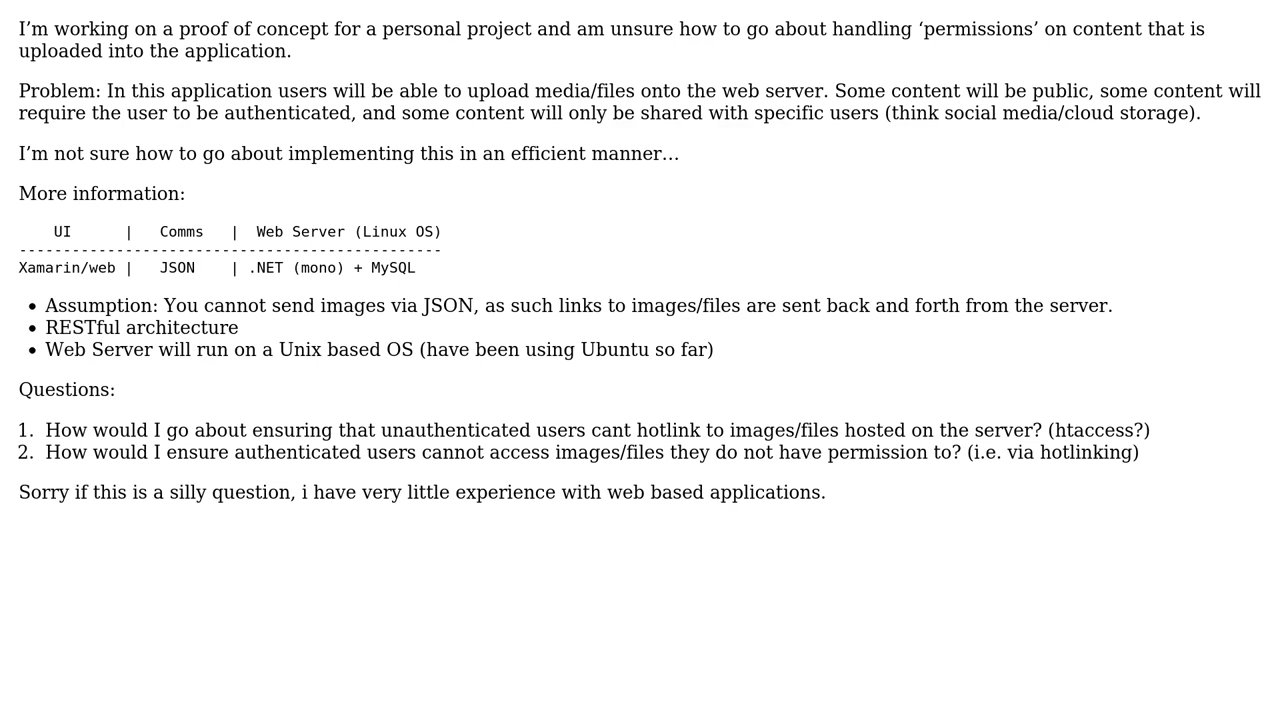 I’m working on a proof of concept for a personal project and am unsure how to go about handling ‘permissions’ on content that is
uploaded into the application.
Problem: In this application users will be able to upload media/files onto the web server. Some content will be public, some content will
require the user to be authenticated, and some content will only be shared with specific users (think social media/cloud storage).
I’m not sure how to go about implementing this in an efficient manner…
More information:
    UI      |   Comms   |  Web Server (Linux OS)
------------------------------------------------
Xamarin/web |   JSON    | .NET (mono) + MySQL
• Assumption: You cannot send images via JSON, as such links to images/files are sent back and forth from the server.
• RESTful architecture
• Web Server will run on a Unix based OS (have been using Ubuntu so far)
Questions:
1. How would I go about ensuring that unauthenticated users cant hotlink to images/files hosted on the server? (htaccess?)
2. How would I ensure authenticated users cannot access images/files they do not have permission to? (i.e. via hotlinking)
Sorry if this is a silly question, i have very little experience with web based applications.